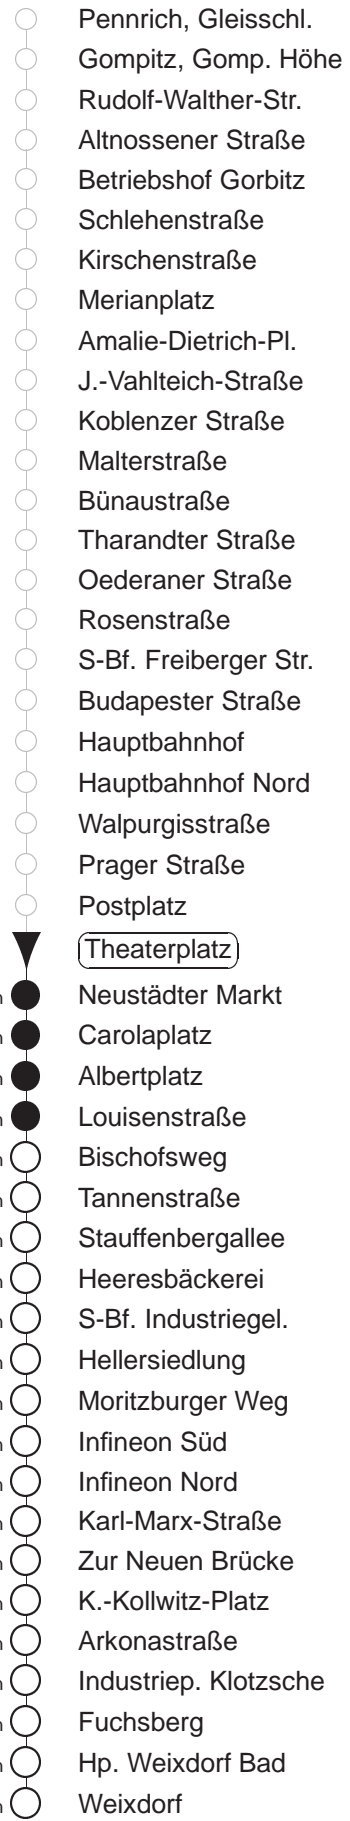 Pennrich, Gleisschl.
Gompitz, Gomp. Höhe
Rudolf-Walther-Str.
Altnossener Straße
Betriebshof Gorbitz
Schlehenstraße
Kirschenstraße
Merianplatz
Amalie-Dietrich-Pl.
J.-Vahlteich-Straße
Koblenzer Straße
Malterstraße
Bünaustraße
Tharandter Straße
Oederaner Straße
Rosenstraße
S-Bf. Freiberger Str.
Budapester Straße
Hauptbahnhof
Hauptbahnhof Nord
Walpurgisstraße
Prager Straße
Postplatz
Theaterplatz
Neustädter Markt
Carolaplatz
Albertplatz
Louisenstraße
Bischofsweg
Tannenstraße
Stauffenbergallee
Heeresbäckerei
S-Bf. Industriegel.
Hellersiedlung
Moritzburger Weg
Infineon Süd
Infineon Nord
Karl-Marx-Straße
Zur Neuen Brücke
K.-Kollwitz-Platz
Arkonastraße
Industriep. Klotzsche
Fuchsberg
Hp. Weixdorf Bad
Weixdorf